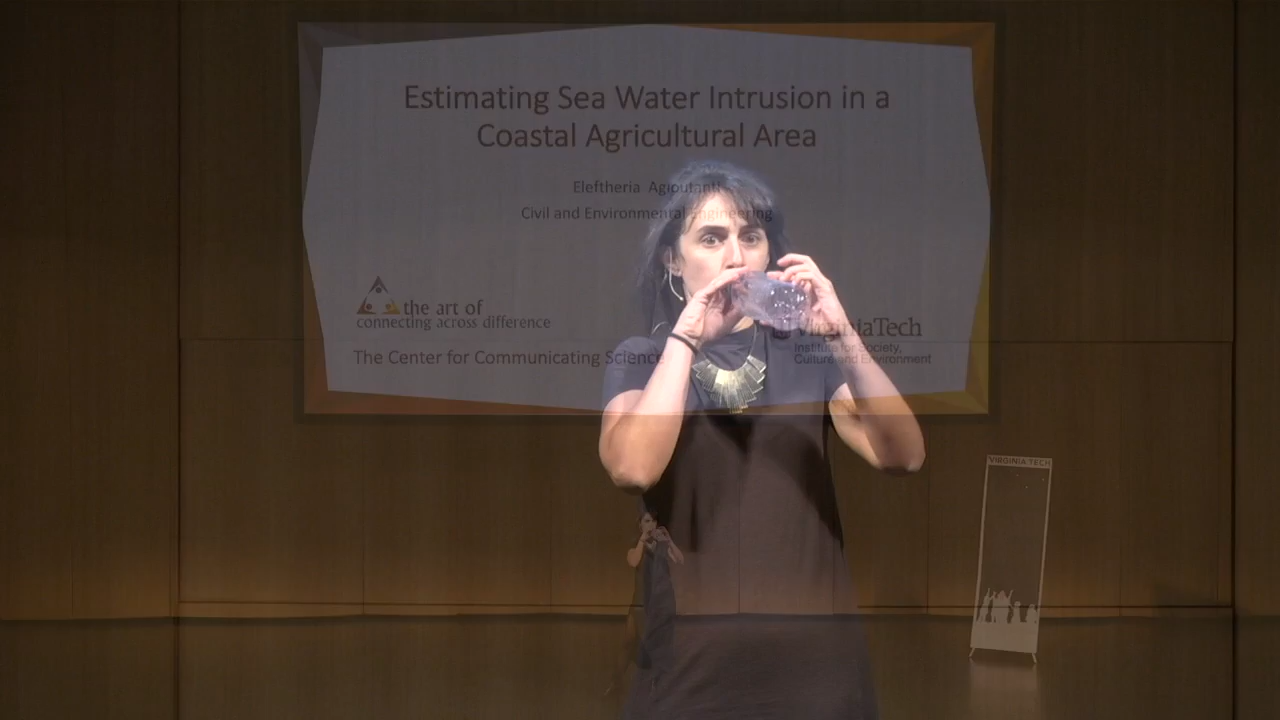 Estimating Sea Water Intrusion in a
Coastal Agricultural Area
Eleftheria Agioutanti
Civil and Environmenral Engineering
the art of
connecting across difference
The Center for Communicating Science
VirginiaTech
Institute for Society,
Culture and Environment
VIRGINIA TECH